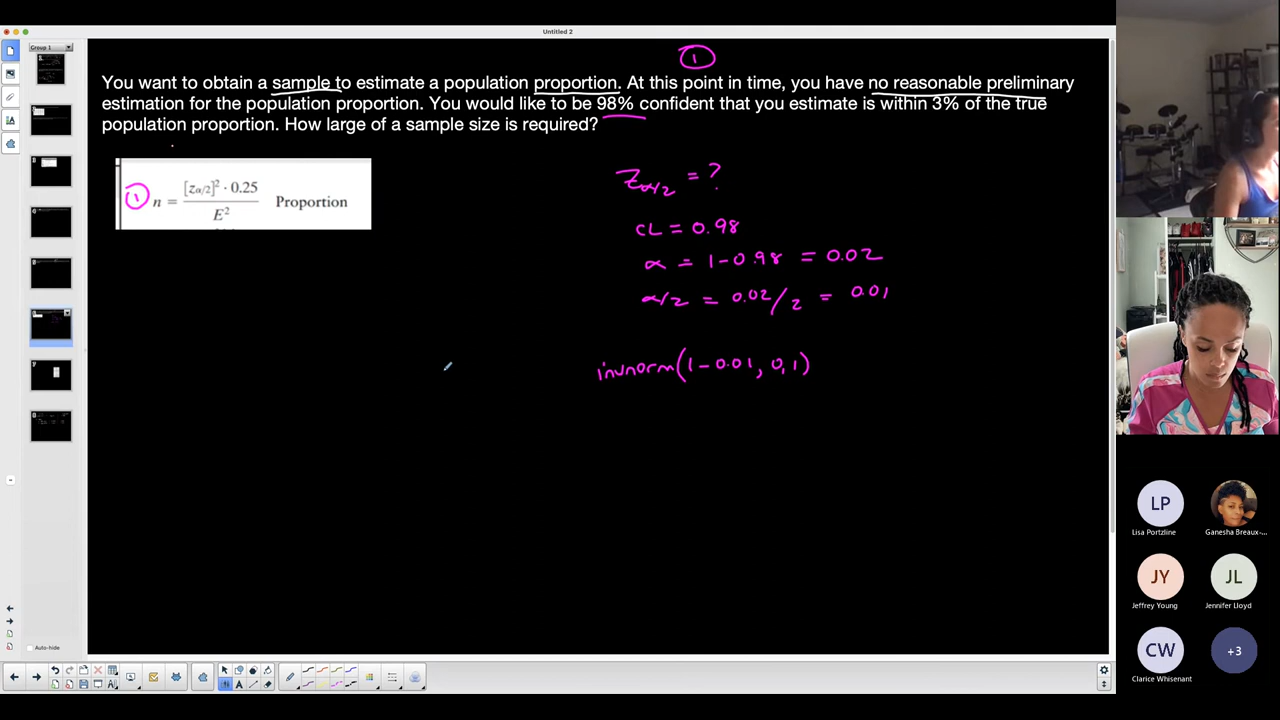 Untitled 2
Group 1
①
You want to obtain a sample to estimate a population proportion. At this point in time, you have no reasonable preliminary
estimation for the population proportion. You would like to be 98% confident that you estimate is within 3% of the true
population proportion. How large of a sample size is required?
① n = [zα/2]² · 0.25 / E² Proportion
Zα/2 = ?
CL = 0.98
α = 1-0.98 = 0.02
α/2 = 0.02/2 = 0.01
invnorm(1-0.01, 0,1)
LP
Lisa Portzline
Ganesha Breaux-...
JY
Jeffrey Young
JL
Jennifer Lloyd
CW
Clarice Whisenant
+3
Auto-hide